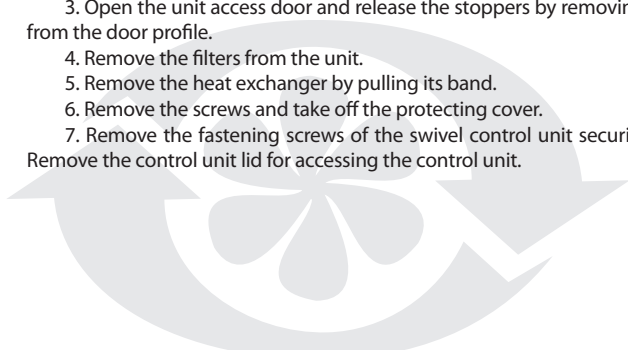 3. Open the unit access door and release the stoppers by removin
from the door profile.
4. Remove the filters from the unit.
5. Remove the heat exchanger by pulling its band.
6. Remove the screws and take off the protecting cover.
7. Remove the fastening screws of the swivel control unit securi
Remove the control unit lid for accessing the control unit.